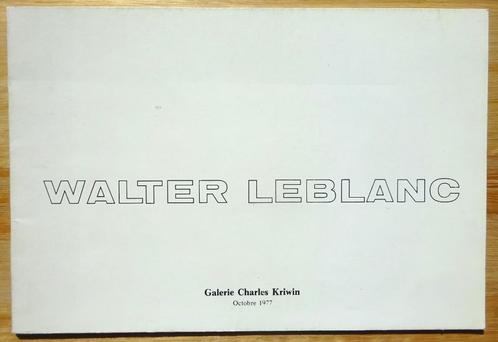 WALTER LEBLANC
Galerie Charles Kriwin
Octobre 1977